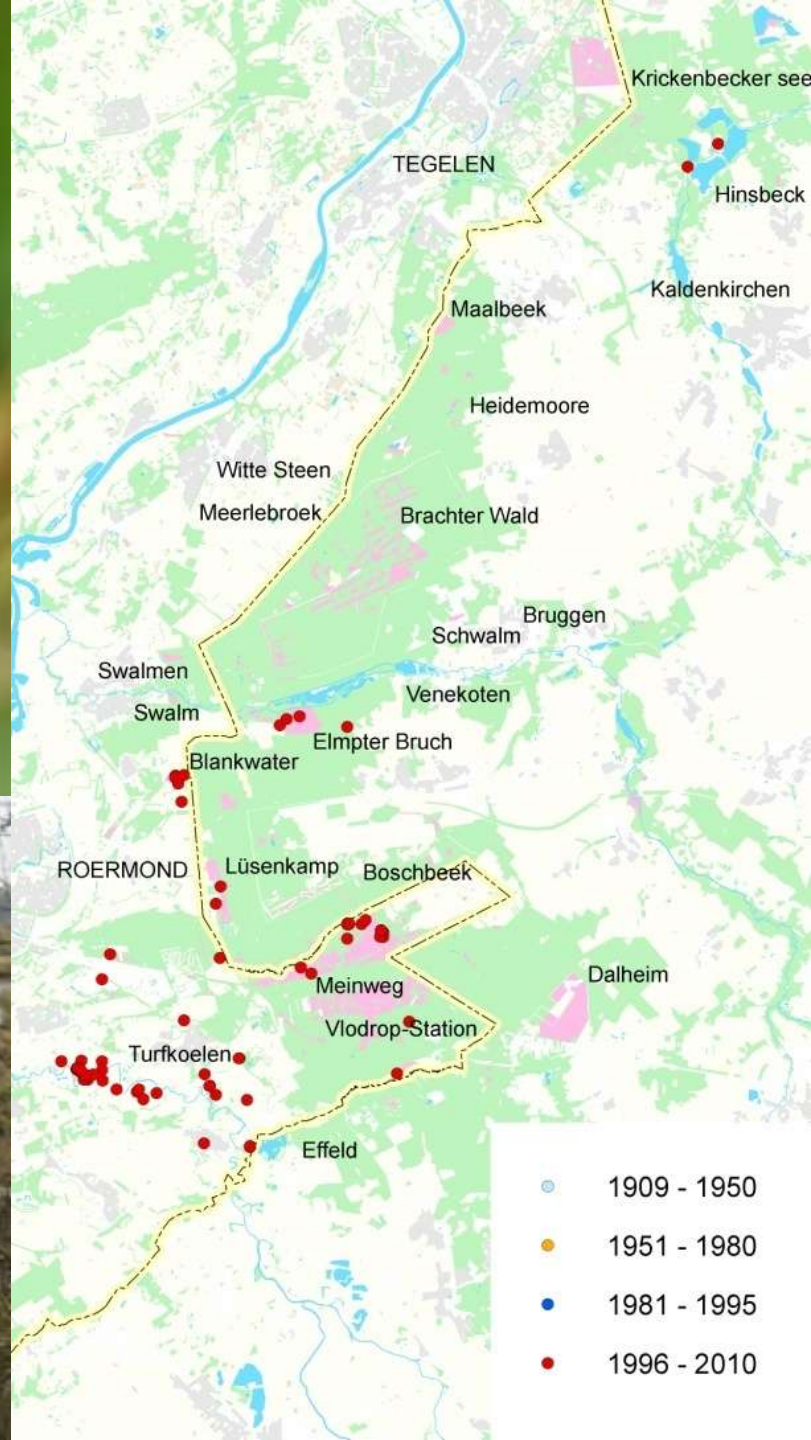 Krickenbecker see
TEGELEN
Hinsbeck
Kaldenkirchen
Maalbeek
Heidemoore
Witte Steen
Meerlebroek
Brachter Wald
Bruggen
Schwalm
Swalmen
Venekoten
Swalm
Elmpter Bruch
Blankwater
ROERMOND
Lüsenkamp
Boschbeek
Dalheim
Meinweg
Vlodrop-Station
Turfkoelen
Effeld
1909 - 1950
1951 - 1980
1981 - 1995
1996 - 2010